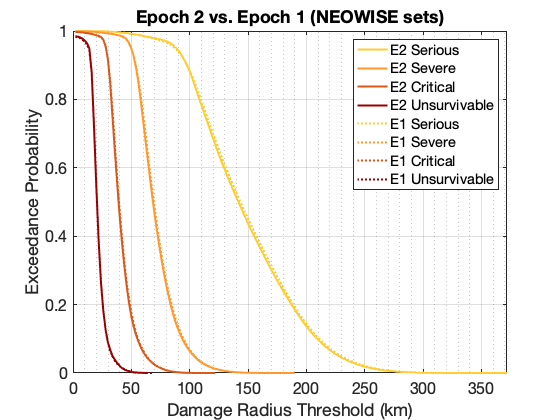 Epoch 2 vs. Epoch 1 (NEOWISE sets)
E2 Serious
E2 Severe
E2 Critical
E2 Unsurvivable
E1 Serious
E1 Severe
E1 Critical
E1 Unsurvivable
Exceedance Probability
1
0.8
0.6
0.4
0.2
0
0 50 100 150 200 250 300 350
Damage Radius Threshold (km)